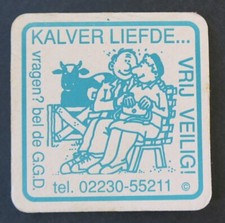 KALVER LIEFDE...
VRIJ VEILIG!
vragen? bel de G.G.D.
tel. 02230-55211
©